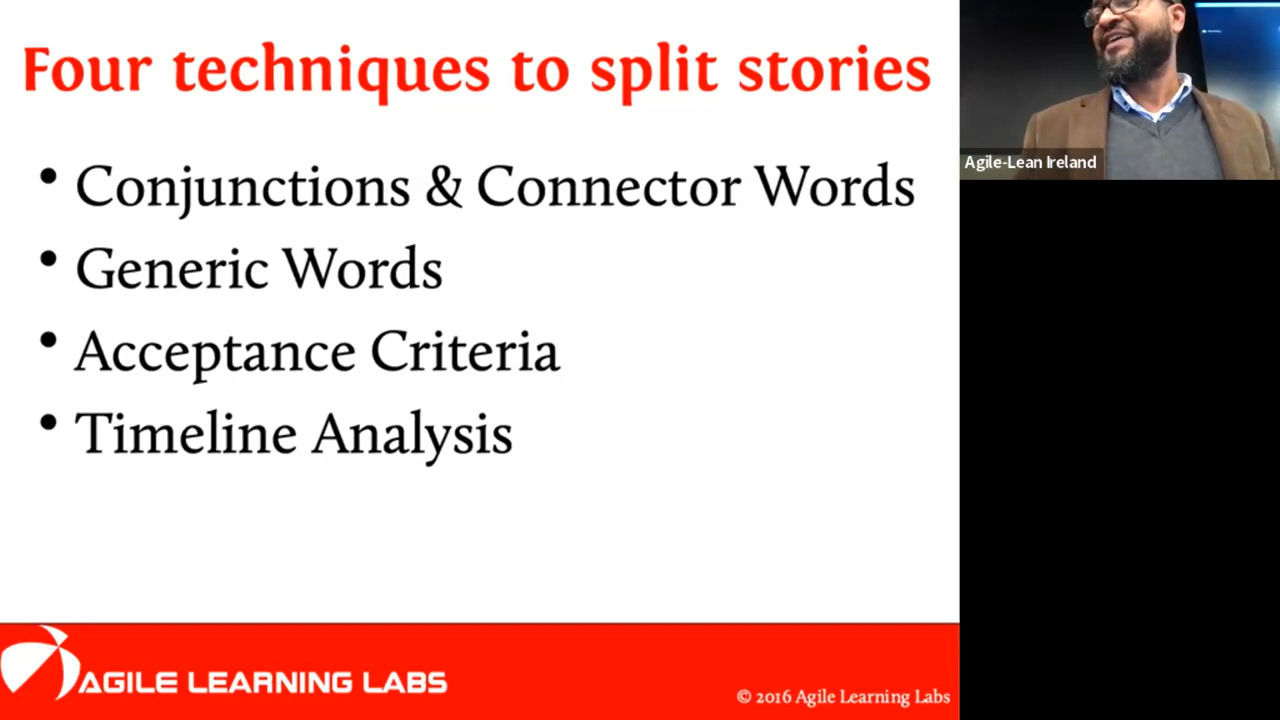 Four techniques to split stories
• Conjunctions & Connector Words
• Generic Words
• Acceptance Criteria
• Timeline Analysis
AGILE LEARNING LABS
© 2016 Agile Learning Labs
Agile-Lean Ireland